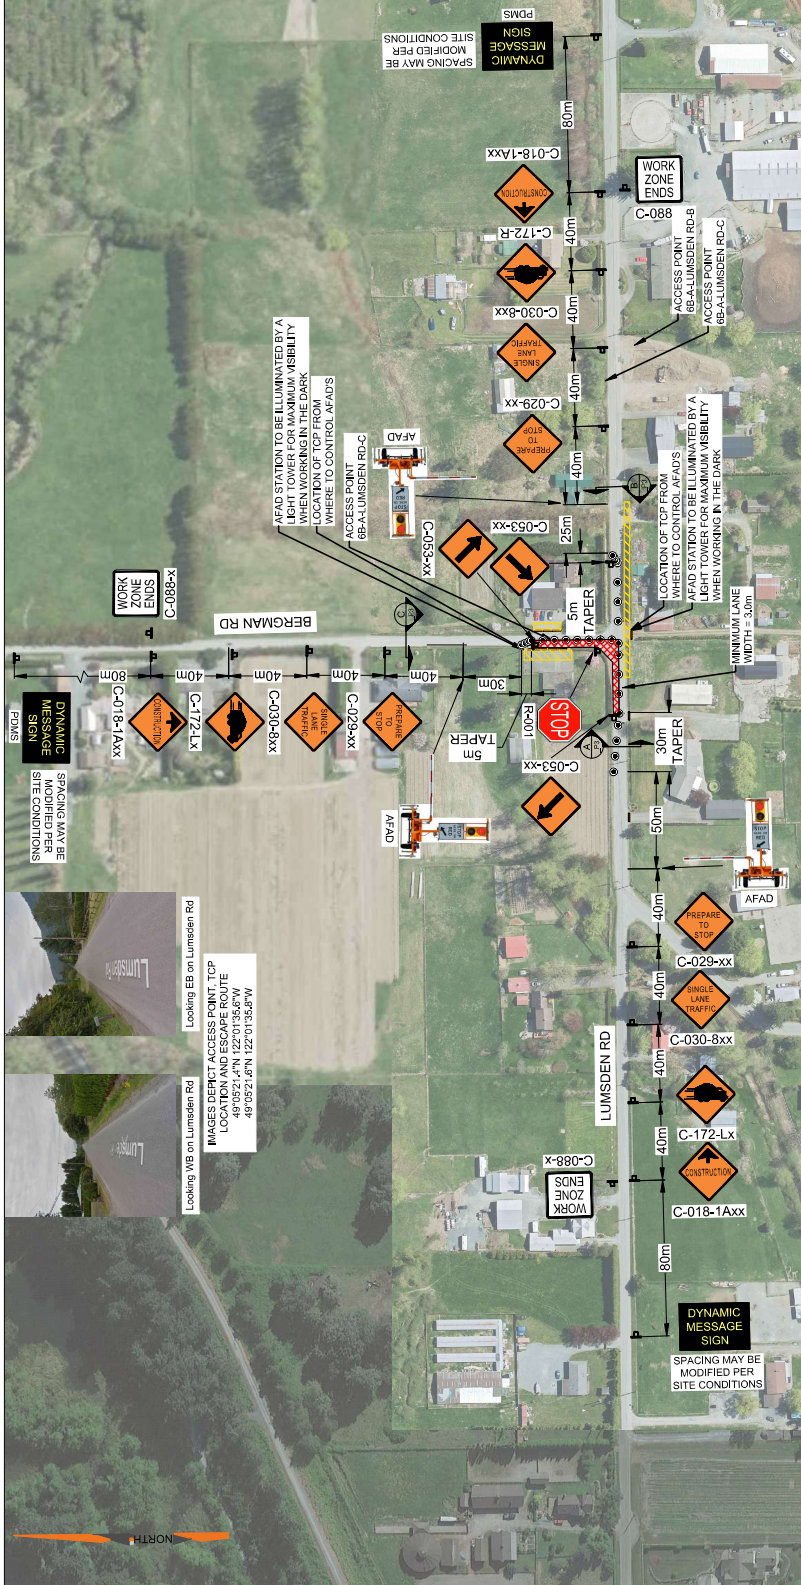 PDMS
DYNAMIC
MESSAGE
SIGN
SPACING MAY BE
MODIFIED PER
SITE CONDITIONS
80m
C-018-1Axx
CONSTRUCTION
WORK
ZONE
ENDS
C-088
40m
C-172-R
40m
C-030-8xx
SINGLE
LANE
TRAFFIC
40m
C-029-xx
PREPARE
TO
STOP
40m
ACCESS POINT
6B-A-LUMSDEN RD-B
ACCESS POINT
6B-A-LUMSDEN RD-C
AFAD STATION TO BE ILLUMINATED BY A
LIGHT TOWER FOR MAXIMUM VISIBILITY
WHEN WORKING IN THE DARK
LOCATION OF TCP FROM
WHERE TO CONTROL AFAD'S
ACCESS POINT
6B-A-LUMSDEN RD-C
AFAD
C-053-xx
C-053-xx
25m
5m
TAPER
B
P3
LOCATION OF TCP FROM
WHERE TO CONTROL AFAD'S
AFAD STATION TO BE ILLUMINATED BY A
LIGHT TOWER FOR MAXIMUM VISIBILITY
WHEN WORKING IN THE DARK
MINIMUM LANE
WIDTH = 3.0m
WORK
ZONE
ENDS
C-088-x
BERGMAN RD
C
P3
PDMS
DYNAMIC
MESSAGE
SIGN
SPACING MAY BE
MODIFIED PER
SITE CONDITIONS
80m
C-018-1Axx
CONSTRUCTION
40m
C-172-Lx
40m
C-030-8xx
SINGLE
LANE
TRAFFIC
40m
C-029-xx
PREPARE
TO
STOP
40m
30m
R-001
STOP
5m
TAPER
AFAD
C-053-xx
A
P3
30m
TAPER
50m
AFAD
40m
PREPARE
TO
STOP
C-029-xx
40m
SINGLE
LANE
TRAFFIC
C-030-8xx
40m
C-172-Lx
40m
CONSTRUCTION
C-018-1Axx
80m
DYNAMIC
MESSAGE
SIGN
SPACING MAY BE
MODIFIED PER
SITE CONDITIONS
LUMSDEN RD
WORK
ZONE
ENDS
C-088-x
Looking EB on Lumsden Rd
Looking WB on Lumsden Rd
IMAGES DEPICT ACCESS POINT, TCP
LOCATION AND ESCAPE ROUTE
49°05'21.4"N 122°01'35.6"W
49°05'21.6"N 122°01'35.8"W
NORTH